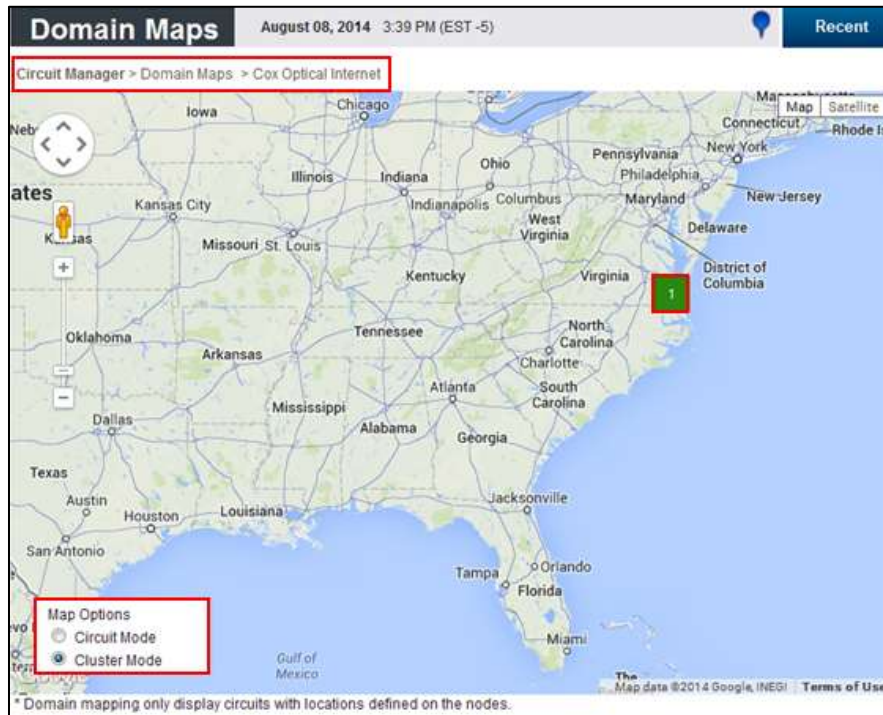 Domain Maps
August 08, 2014 3:39 PM (EST -5)
Recent
Circuit Manager > Domain Maps > Cox Optical Internet
Map Satellite
Iowa
Chicago
Connecticut
Rhode Is
New York
Pennsylvania
Philadelphia
New Jersey
Ohio
Illinois
Indiana
Indianapolis
Columbus
Maryland
Delaware
ates
Kansas City
Kansas
Missouri
St. Louis
West
Virginia
District of
Columbia
Kentucky
Virginia
1
Oklahoma
Tennessee
North
Carolina
Arkansas
Charlotte
Atlanta
South
Carolina
Mississippi
Alabama
Georgia
Dallas
Texas
Jacksonville
Austin
Houston
Louisiana
San Antonio
Orlando
Tampa
Florida
Map Options
Circuit Mode
Cluster Mode
Miami
Gulf of
Mexico
The
Map data ©2014 Google, INEGI Terms of Use
* Domain mapping only display circuits with locations defined on the nodes.